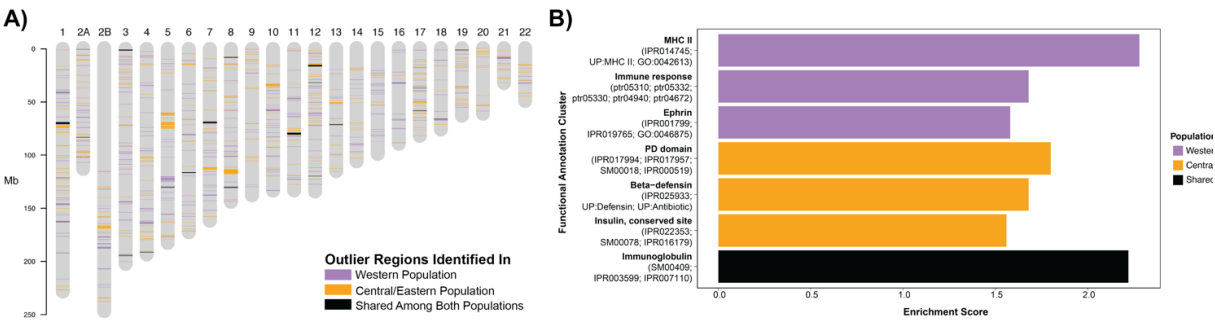 A)
1 2A 2B 3 4 5 6 7 8 9 10 11 12 13 14 15 16 17 18 19 20 21 22
0
50
100
Mb
150
200
250
Outlier Regions Identified In
Western Population
Central/Eastern Population
Shared Among Both Populations
B)
Functional Annotation Cluster
MHC II
(IPR014745;
UP:MHC II; GO:0042613)
Immune response
(ptr05310; ptr05332;
ptr05330; ptr04940; ptr04672)
Ephrin
(IPR001799;
IPR019765; GO:0046875)
PD domain
(IPR017994; IPR017957;
SM00018; IPR000519)
Beta−defensin
(IPR025933;
UP:Defensin; UP:Antibiotic)
Insulin, conserved site
(IPR022353;
SM00078; IPR016179)
Immunoglobulin
(SM00409;
IPR003599; IPR007110)
0.0 0.5 1.0 1.5 2.0
Enrichment Score
Population
Wester
Central
Shared